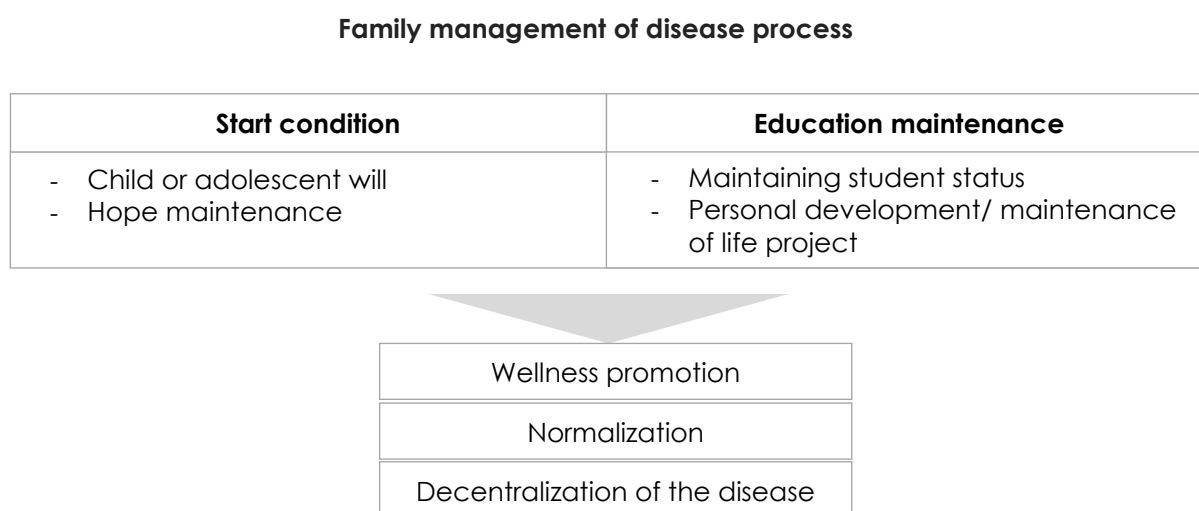 Family management of disease process
Start condition
Education maintenance
- Child or adolescent will
- Hope maintenance
- Maintaining student status
- Personal development/ maintenance
of life project
Wellness promotion
Normalization
Decentralization of the disease